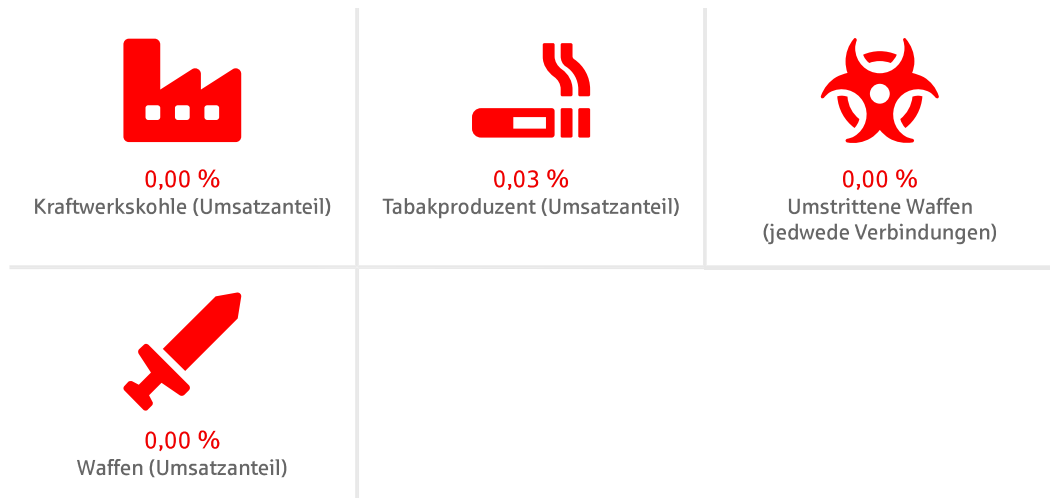 0,00 %
Kraftwerkskohle (Umsatzanteil)
0,03 %
Tabakproduzent (Umsatzanteil)
0,00 %
Umstrittene Waffen
(jedwede Verbindungen)
0,00 %
Waffen (Umsatzanteil)